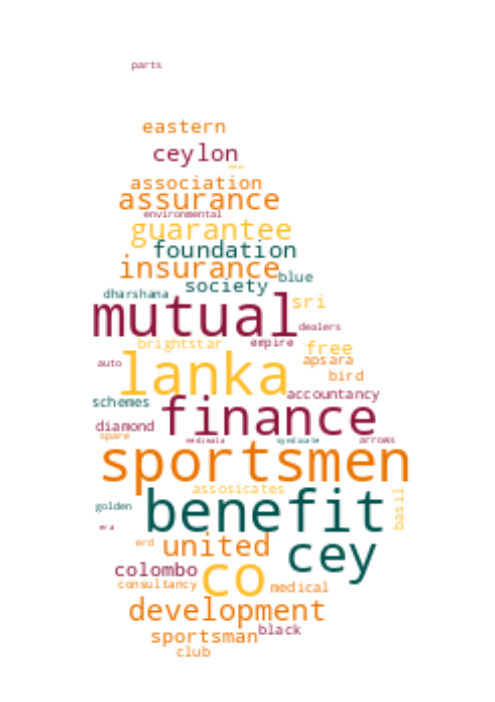 parts
eastern
ceylon
association
assurance
environmental
guarantee
foundation
insurance
blue
society
dharshana
mutual
sri
dealers
brightstar
empire
free
apsara
auto
lanka
bird
accountancy
schemes
finance
diamond
spare
syndicate
arrows
sportsmen
assosicates
benefit
basil
golden
era
erd
united
cey
colombo
co
consultancy
medical
development
black
sportsman
club